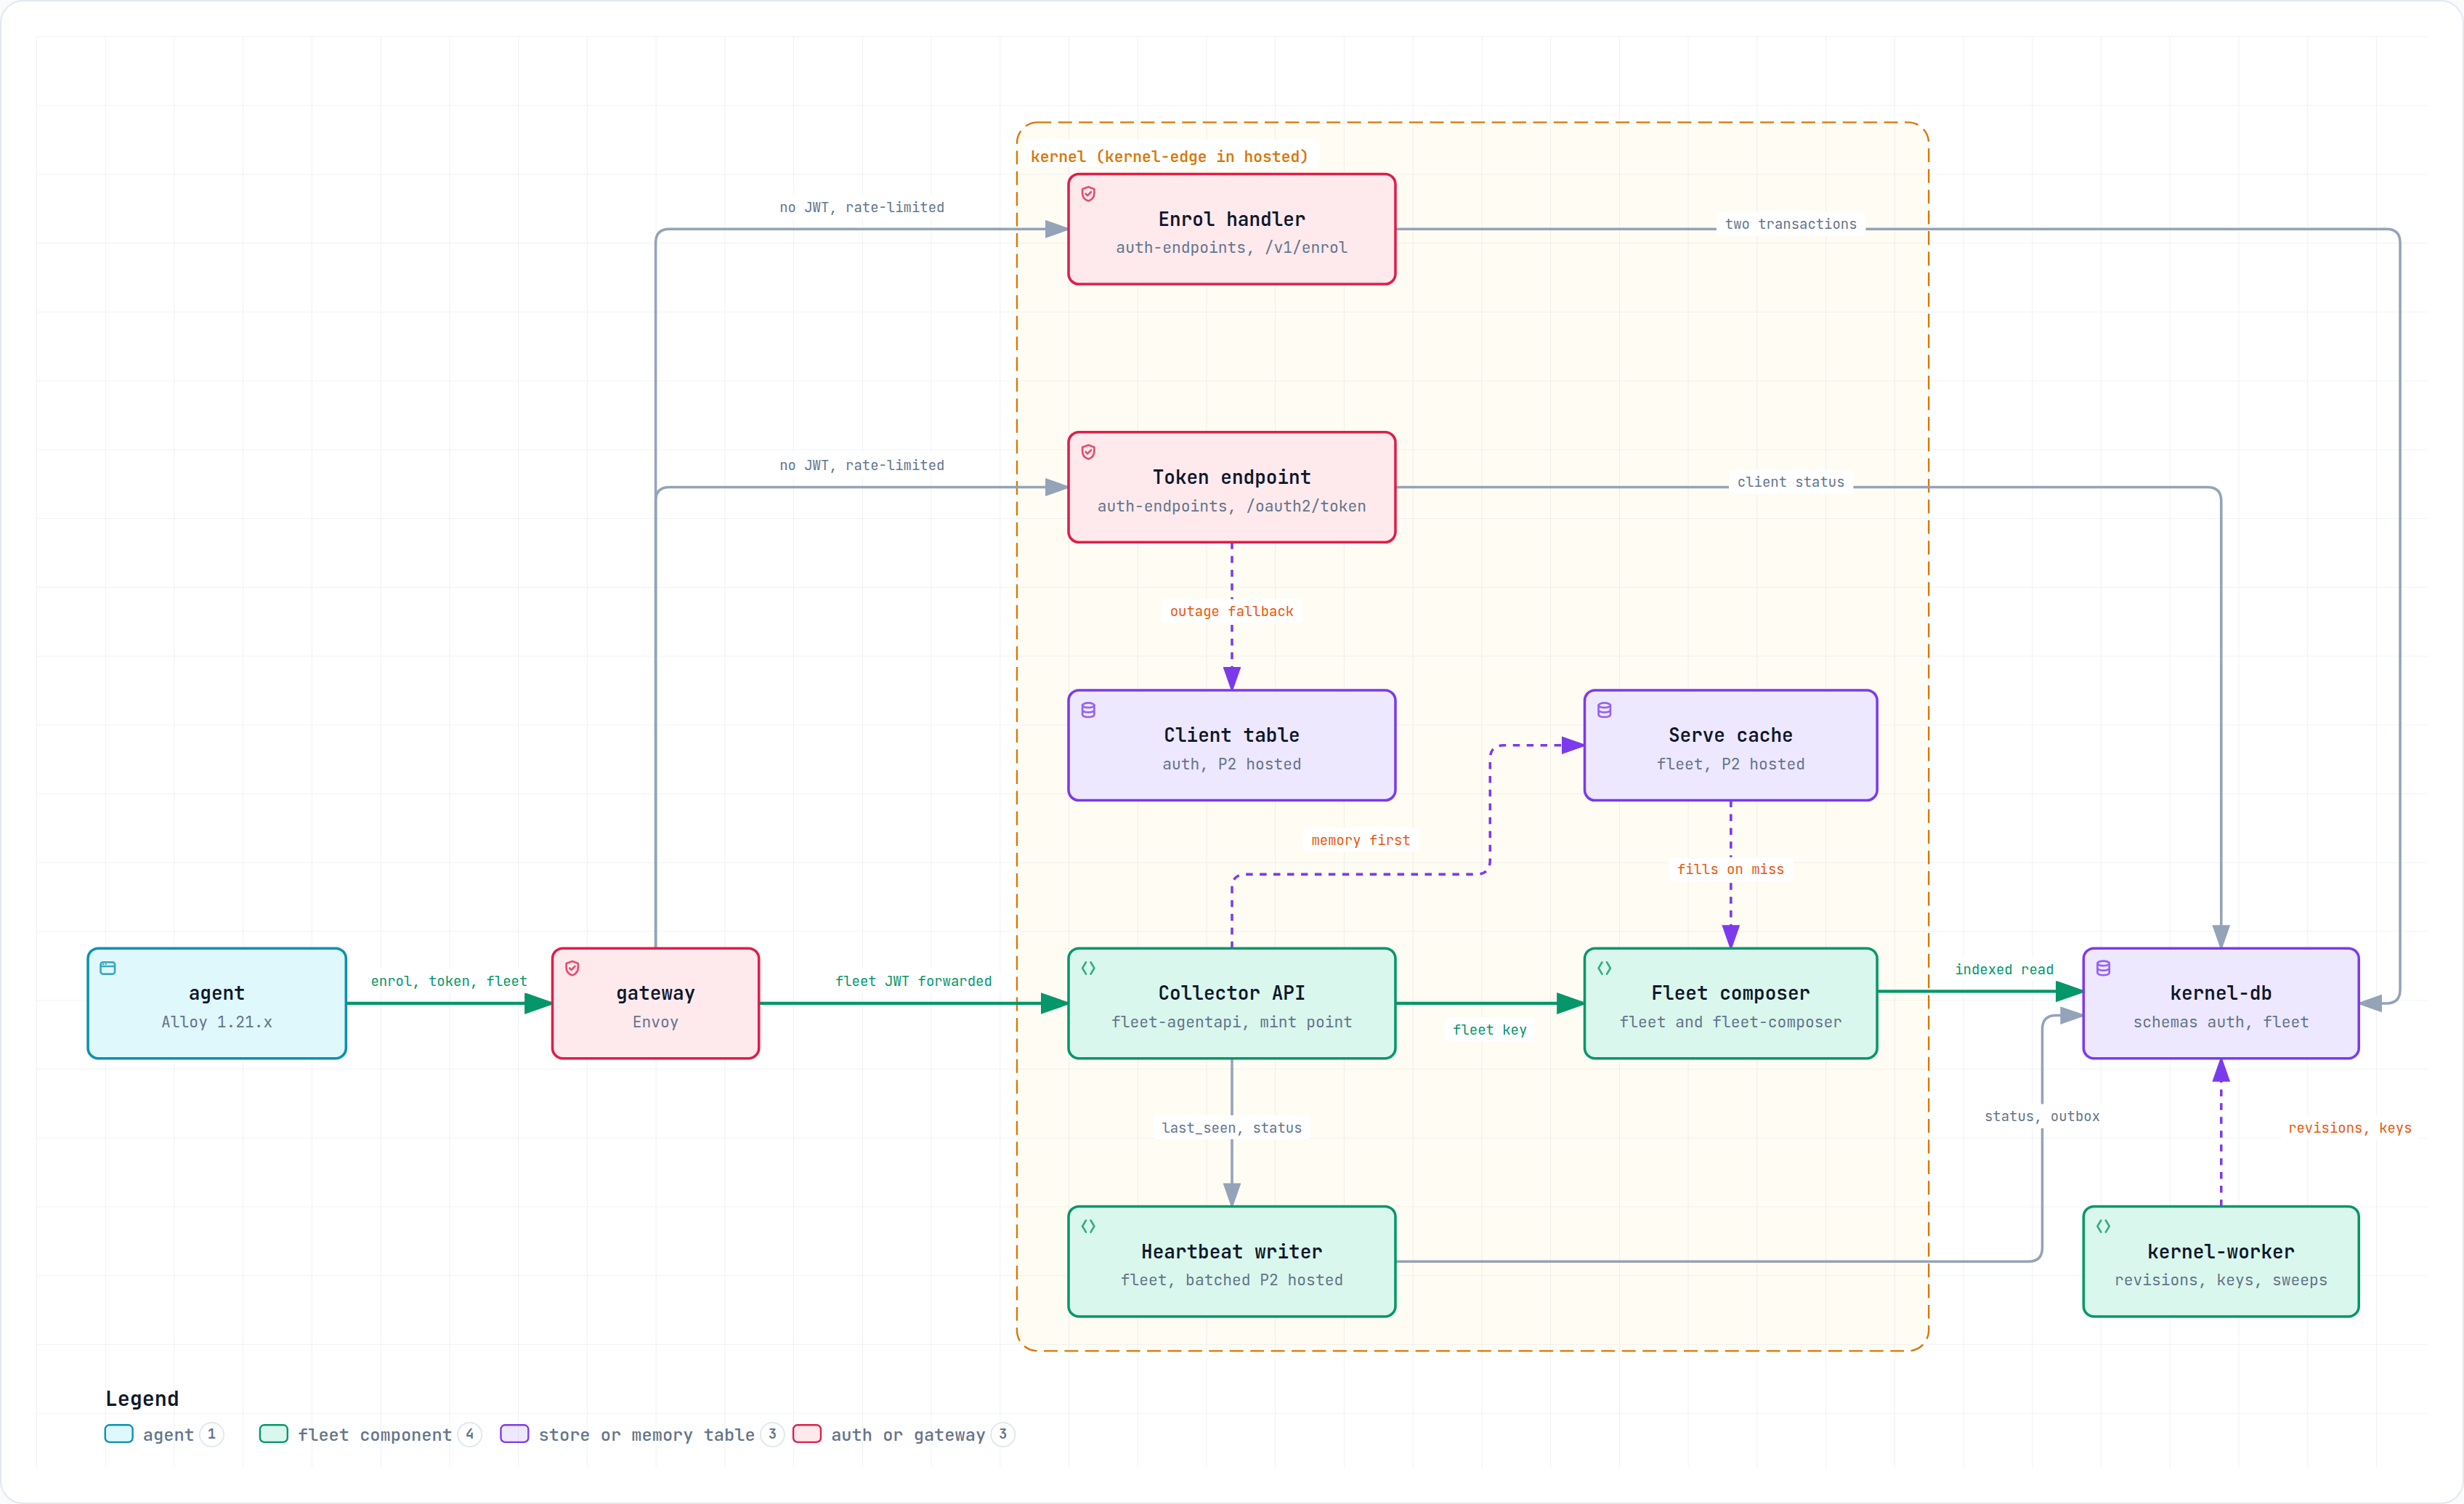 kernel (kernel-edge in hosted)
no JWT, rate-limited
Enrol handler
auth-endpoints, /v1/enrol
two transactions
no JWT, rate-limited
Token endpoint
auth-endpoints, /oauth2/token
client status
outage fallback
Client table
auth, P2 hosted
Serve cache
fleet, P2 hosted
memory first
fills on miss
agent
Alloy 1.21.x
enrol, token, fleet
gateway
Envoy
fleet JWT forwarded
Collector API
fleet-agentapi, mint point
fleet key
Fleet composer
fleet and fleet-composer
indexed read
kernel-db
schemas auth, fleet
last_seen, status
status, outbox
revisions, keys
Heartbeat writer
fleet, batched P2 hosted
kernel-worker
revisions, keys, sweeps
Legend
agent 1
fleet component 4
store or memory table 3
auth or gateway 3